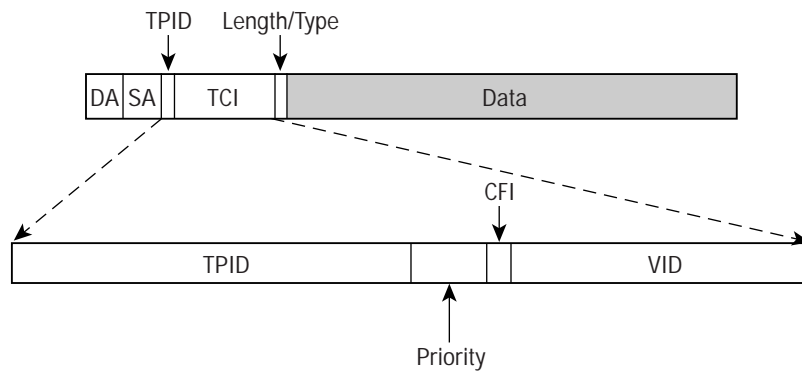 TPID Length/Type
DA SA TCI Data
CFI
TPID VID
Priority